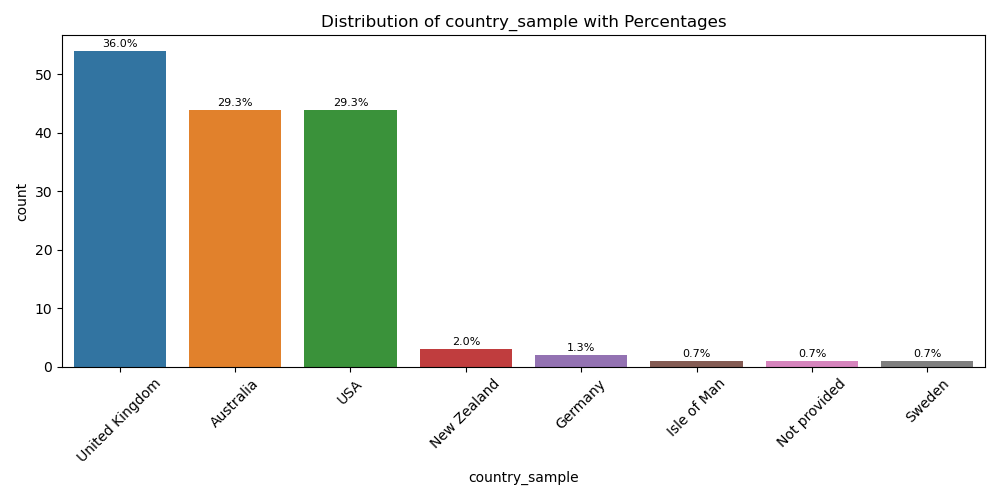 Distribution of country_sample with Percentages
36.0%
29.3%
29.3%
2.0%
1.3%
0.7%
0.7%
0.7%
50
40
30
20
10
0
count
United Kingdom
Australia
USA
New Zealand
Germany
Isle of Man
Not provided
Sweden
country_sample